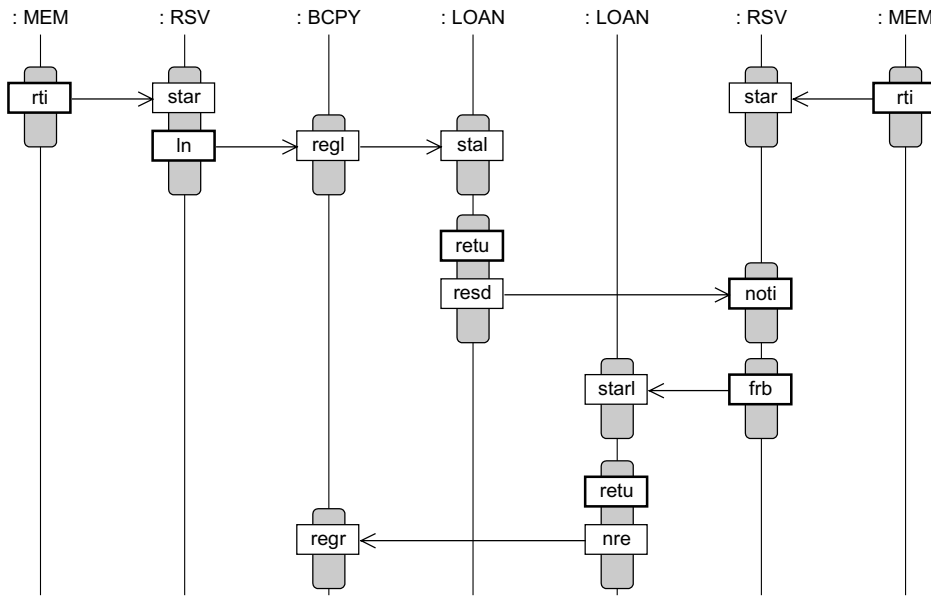 : MEM : RSV : BCPY : LOAN : LOAN : RSV : MEM
rti star star rti
ln regl stal
retu
resd noti
starl frb
retu
regr nre